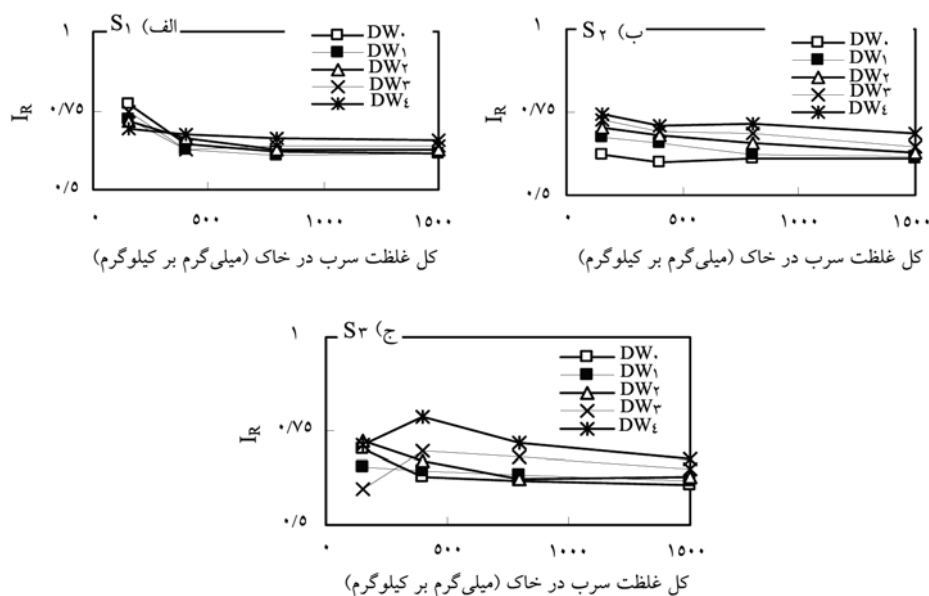 الف) S۱
۱
۰/۷۵
۰/۵
I_R
DW۰
DW۱
DW۲
DW۳
DW٤
۰ ۵۰۰ ۱۰۰۰ ۱۵۰۰
کل غلظت سرب در خاک (میلی‌گرم بر کیلوگرم)
ب) S۲
۱
۰/۷۵
۰/۵
I_R
DW۰
DW۱
DW۲
DW۳
DW٤
۰ ۵۰۰ ۱۰۰۰ ۱۵۰۰
کل غلظت سرب در خاک (میلی‌گرم بر کیلوگرم)
ج) S۳
۱
۰/۷۵
۰/۵
I_R
DW۰
DW۱
DW۲
DW۳
DW٤
۰ ۵۰۰ ۱۰۰۰ ۱۵۰۰
کل غلظت سرب در خاک (میلی‌گرم بر کیلوگرم)